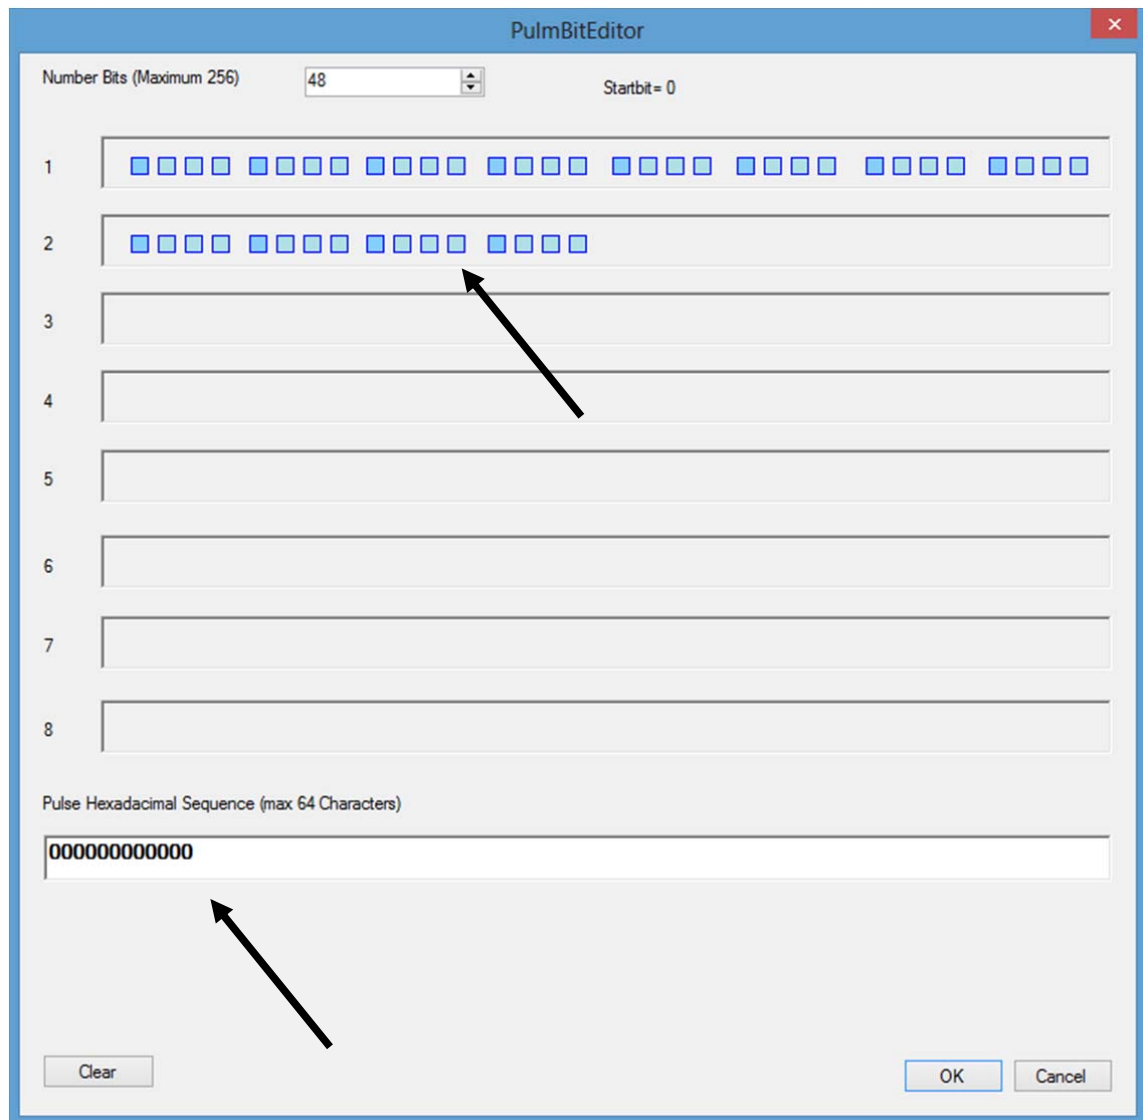 PulmBitEditor
Number Bits (Maximum 256) 48 Startbit= 0
1
2
3
4
5
6
7
8
Pulse Hexadacimal Sequence (max 64 Characters)
000000000000
Clear OK Cancel